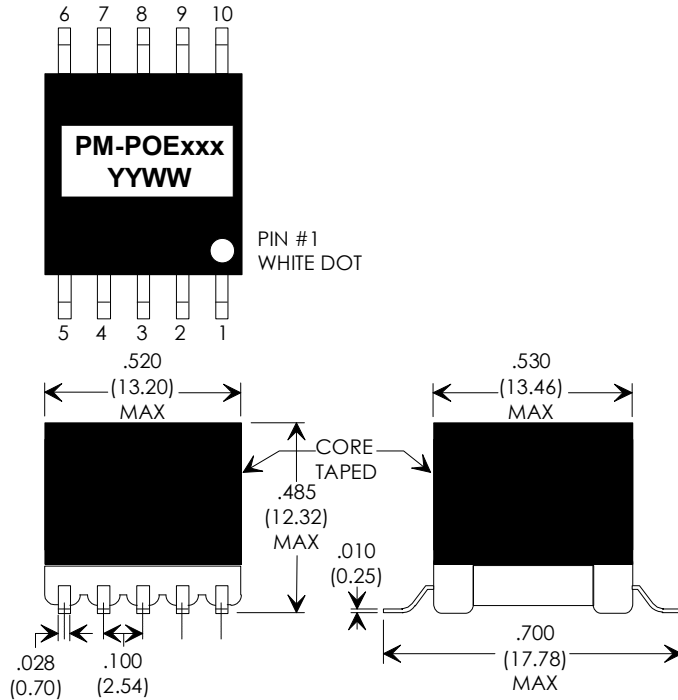 6 7 8 9 10
PM-POExxx
YYWW
PIN #1
WHITE DOT
5 4 3 2 1
.520
(13.20)
MAX
.530
(13.46)
MAX
CORE
TAPED
.485
(12.32)
MAX
.010
(0.25)
.028
(0.70)
.100
(2.54)
.700
(17.78)
MAX